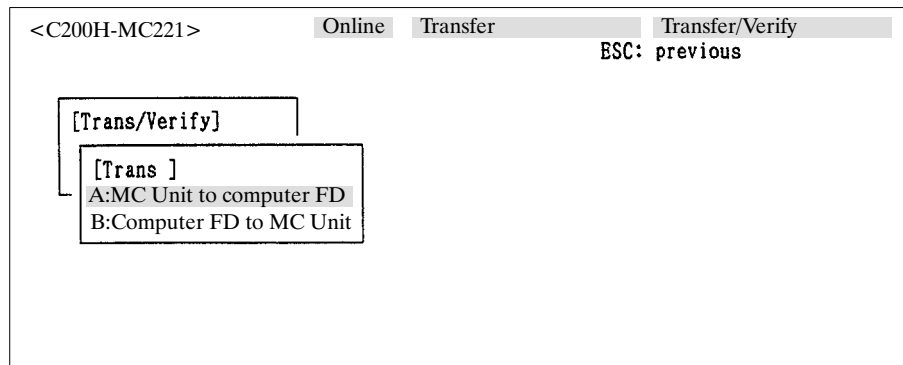 <C200H-MC221> Online Transfer Transfer/Verify
ESC: previous
[Trans/Verify]
[Trans ]
A:MC Unit to computer FD
B:Computer FD to MC Unit